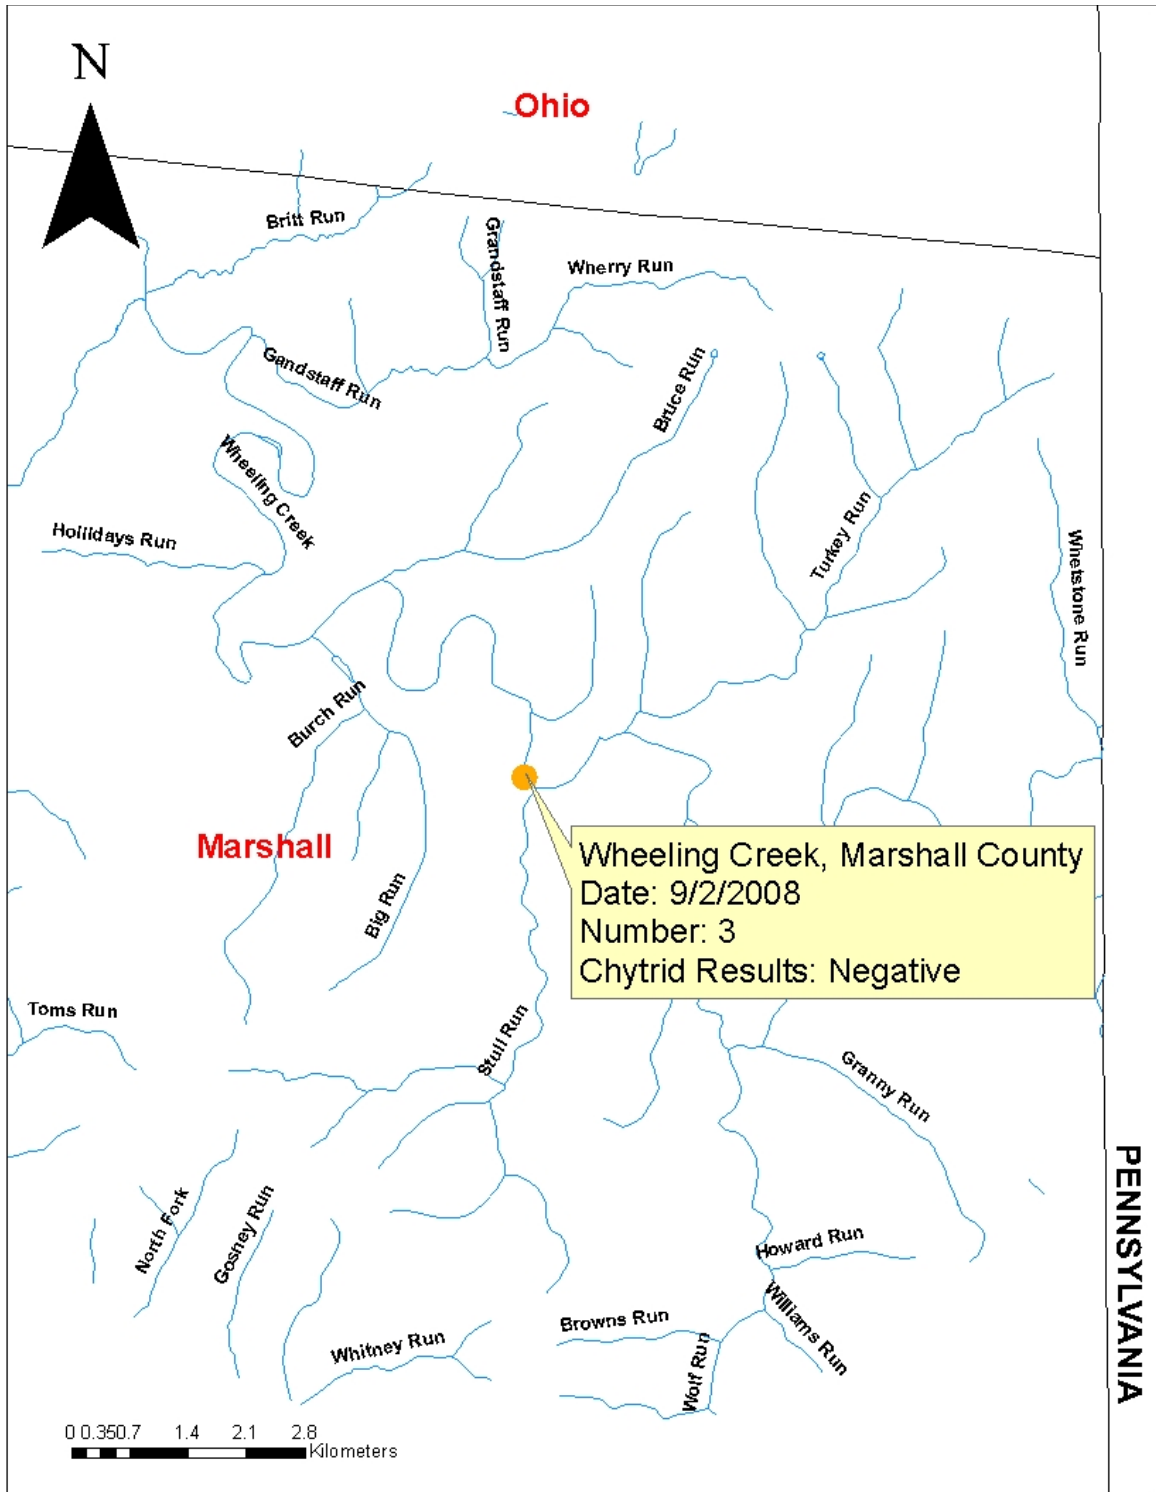 N
Ohio
Britt Run
Grandstaff Run
Wherry Run
Gandstaff Run
Bruce Run
Wheeling Creek
Hollidays Run
Turkey Run
Whetstone Run
Burch Run
Marshall
Big Run
Wheeling Creek, Marshall County
Date: 9/2/2008
Number: 3
Chytrid Results: Negative
Toms Run
Stull Run
Granny Run
PENNSYLVANIA
North Fork
Gosney Run
Howard Run
Williams Run
Browns Run
Whitney Run
Wolf Run
0 0.350.7 1.4 2.1 2.8
Kilometers